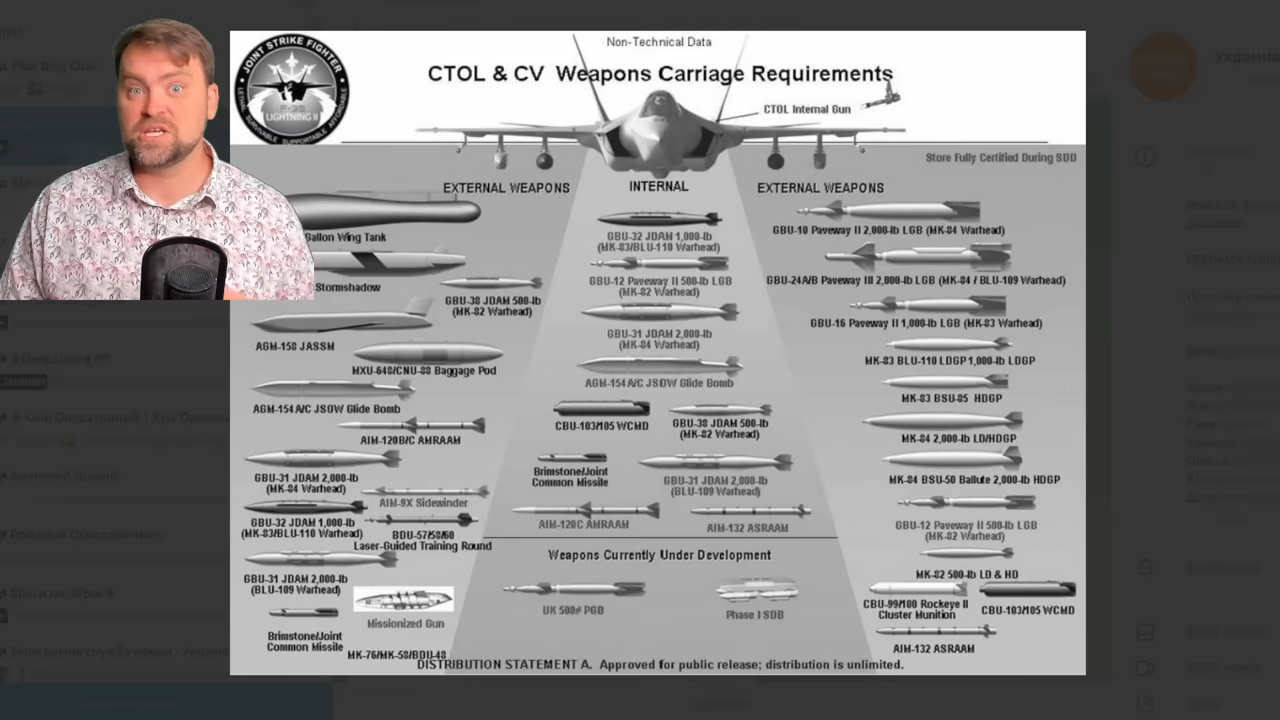 Non-Technical Data
CTOL & CV Weapons Carriage Requirements
JOINT STRIKE FIGHTER
F-35
LIGHTNING II
LETHAL SURVIVABLE SUPPORTABLE AFFORDABLE
CTOL Internal Gun
Store Fully Certified During SDD
EXTERNAL WEAPONS
Gallon Wing Tank
Stormshadow
GBU-38 JDAM 500-lb
(MK-82 Warhead)
AGM-158 JASSM
MXU-648/CNU-88 Baggage Pod
AGM-154 A/C JSOW Glide Bomb
AIM-120B/C AMRAAM
GBU-31 JDAM 2,000-lb
(MK-84 Warhead)
AIM-9X Sidewinder
GBU-32 JDAM 1,000-lb
(MK-83/BLU-110 Warhead)
BDU-57/58/60
Laser-Guided Training Round
GBU-31 JDAM 2,000-lb
(BLU-109 Warhead)
Missionized Gun
Brimstone/Joint
Common Missile
MK-76/MK-58/BDU-48
INTERNAL
GBU-32 JDAM 1,000-lb
(MK-83/BLU-110 Warhead)
GBU-12 Paveway II 500-lb LGB
(MK-82 Warhead)
GBU-31 JDAM 2,000-lb
(MK-84 Warhead)
AGM-154 A/C JSOW Glide Bomb
CBU-103/105 WCMD
GBU-38 JDAM 500-lb
(MK-82 Warhead)
Brimstone/Joint
Common Missile
GBU-31 JDAM 2,000-lb
(BLU-109 Warhead)
AIM-120C AMRAAM
AIM-132 ASRAAM
Weapons Currently Under Development
UK 500# PGB
Phase I SDB
EXTERNAL WEAPONS
GBU-10 Paveway II 2,000-lb LGB (MK-84 Warhead)
GBU-24A/B Paveway III 2,000-lb LGB (MK-84 / BLU-109 Warhead)
GBU-16 Paveway II 1,000-lb LGB (MK-83 Warhead)
MK-83 BLU-110 LDGP 1,000-lb LDGP
MK-83 BSU-85 HDGP
MK-84 2,000-lb LD/HDGP
MK-84 BSU-50 Ballute 2,000-lb HDGP
GBU-12 Paveway II 500-lb LGB
(MK-82 Warhead)
MK-82 500-lb LD & HD
CBU-99/100 Rockeye II
Cluster Munition
CBU-103/105 WCMD
AIM-132 ASRAAM
DISTRIBUTION STATEMENT A. Approved for public release; distribution is unlimited.